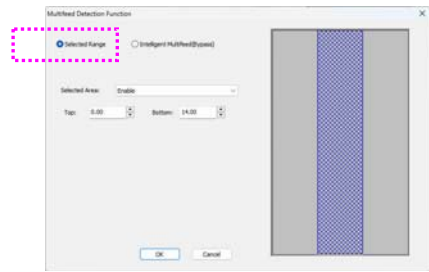 Multifeed Detection Function
Selected Range
Intelligent Multifeed(Bypass)
Selected Area:
Enable
Top:
0.00
Bottom:
14.00
OK
Cancel